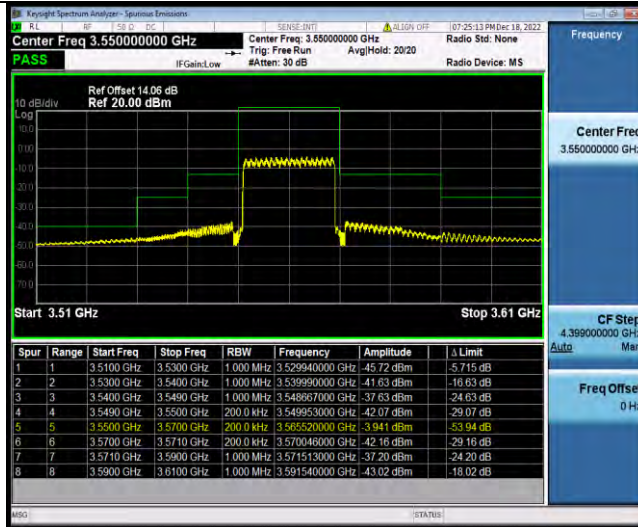 Keysight Spectrum Analyzer - Spurious Emissions
RL RF 50 Ω DC SENSE:INT ALIGN OFF 07:25:13 PM Dec 18, 2022
Center Freq 3.550000000 GHz Center Freq: 3.550000000 GHz Radio Std: None Frequency
Trig: Free Run Avg|Hold: 20/20
PASS IFGain:Low #Atten: 30 dB Radio Device: MS
Ref Offset 14.06 dB
10 dB/div Ref 20.00 dBm
Log
10.0
0.00
-10.0
-20.0
-30.0
-40.0
-50.0
-60.0
-70.0
Start 3.51 GHz Stop 3.61 GHz
Center Freq
3.550000000 GHz
CF Step
4.399000000 GHz
Auto Man
Freq Offset
0 Hz
Spur Range Start Freq Stop Freq RBW Frequency Amplitude Δ Limit
1 1 3.5100 GHz 3.5300 GHz 1.000 MHz 3.529940000 GHz -45.72 dBm -5.715 dB
2 2 3.5300 GHz 3.5400 GHz 1.000 MHz 3.539990000 GHz -41.63 dBm -16.63 dB
3 3 3.5400 GHz 3.5490 GHz 1.000 MHz 3.548667000 GHz -37.63 dBm -24.63 dB
4 4 3.5490 GHz 3.5500 GHz 200.0 kHz 3.549953000 GHz -42.07 dBm -29.07 dB
5 5 3.5500 GHz 3.5700 GHz 200.0 kHz 3.565520000 GHz -3.941 dBm -53.94 dB
6 6 3.5700 GHz 3.5710 GHz 200.0 kHz 3.570046000 GHz -42.16 dBm -29.16 dB
7 7 3.5710 GHz 3.5900 GHz 1.000 MHz 3.571513000 GHz -37.20 dBm -24.20 dB
8 8 3.5900 GHz 3.6100 GHz 1.000 MHz 3.591540000 GHz -43.02 dBm -18.02 dB
MSG STATUS